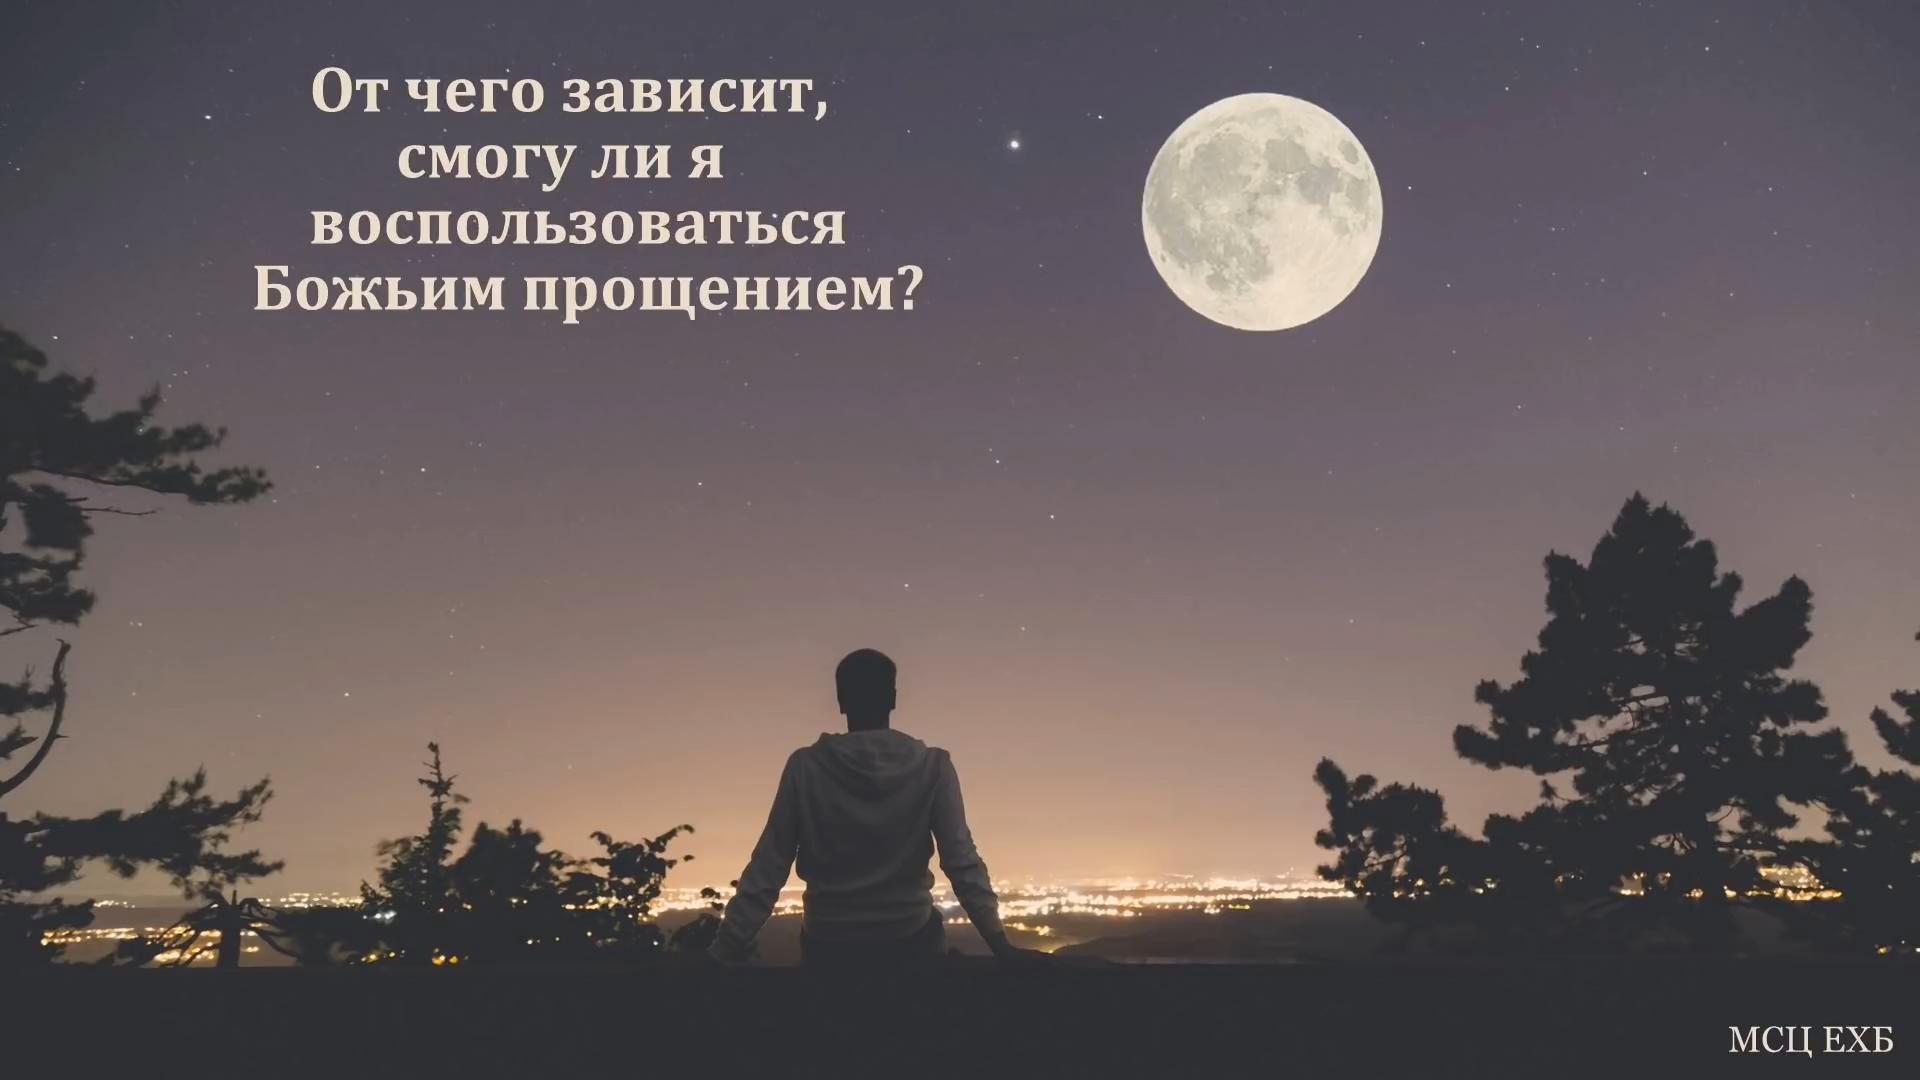 От чего зависит,
смогу ли я
воспользоваться
Божьим прощением?
МСЦ ЕХБ